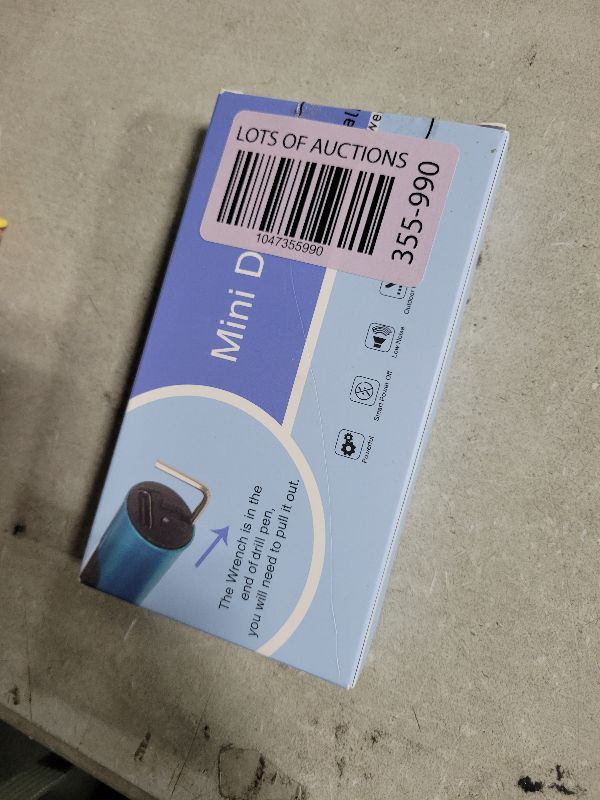 LOTS OF AUCTIONS
1047355990
355-990
Mini D
Outdoor
Low Noise
Smart Power Off
Powerful
The Wrench is in the
end of drill pen,
you will need to pull it out.